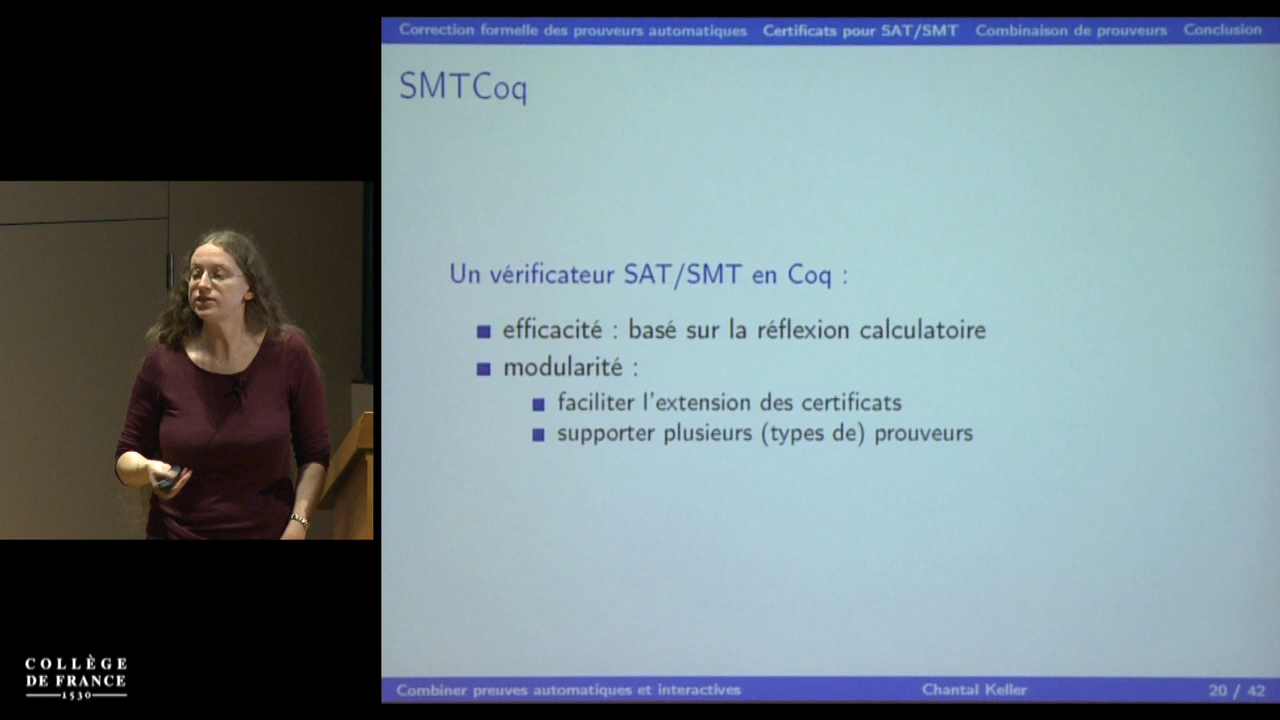 Correction formelle des prouveurs automatiques Certificats pour SAT/SMT Combinaison de prouveurs Conclusion
SMTCoq
Un vérificateur SAT/SMT en Coq :
efficacité : basé sur la réflexion calculatoire
modularité :
faciliter l'extension des certificats
supporter plusieurs (types de) prouveurs
Combiner preuves automatiques et interactives Chantal Keller 20 / 42
COLLÈGE
DE FRANCE
1530